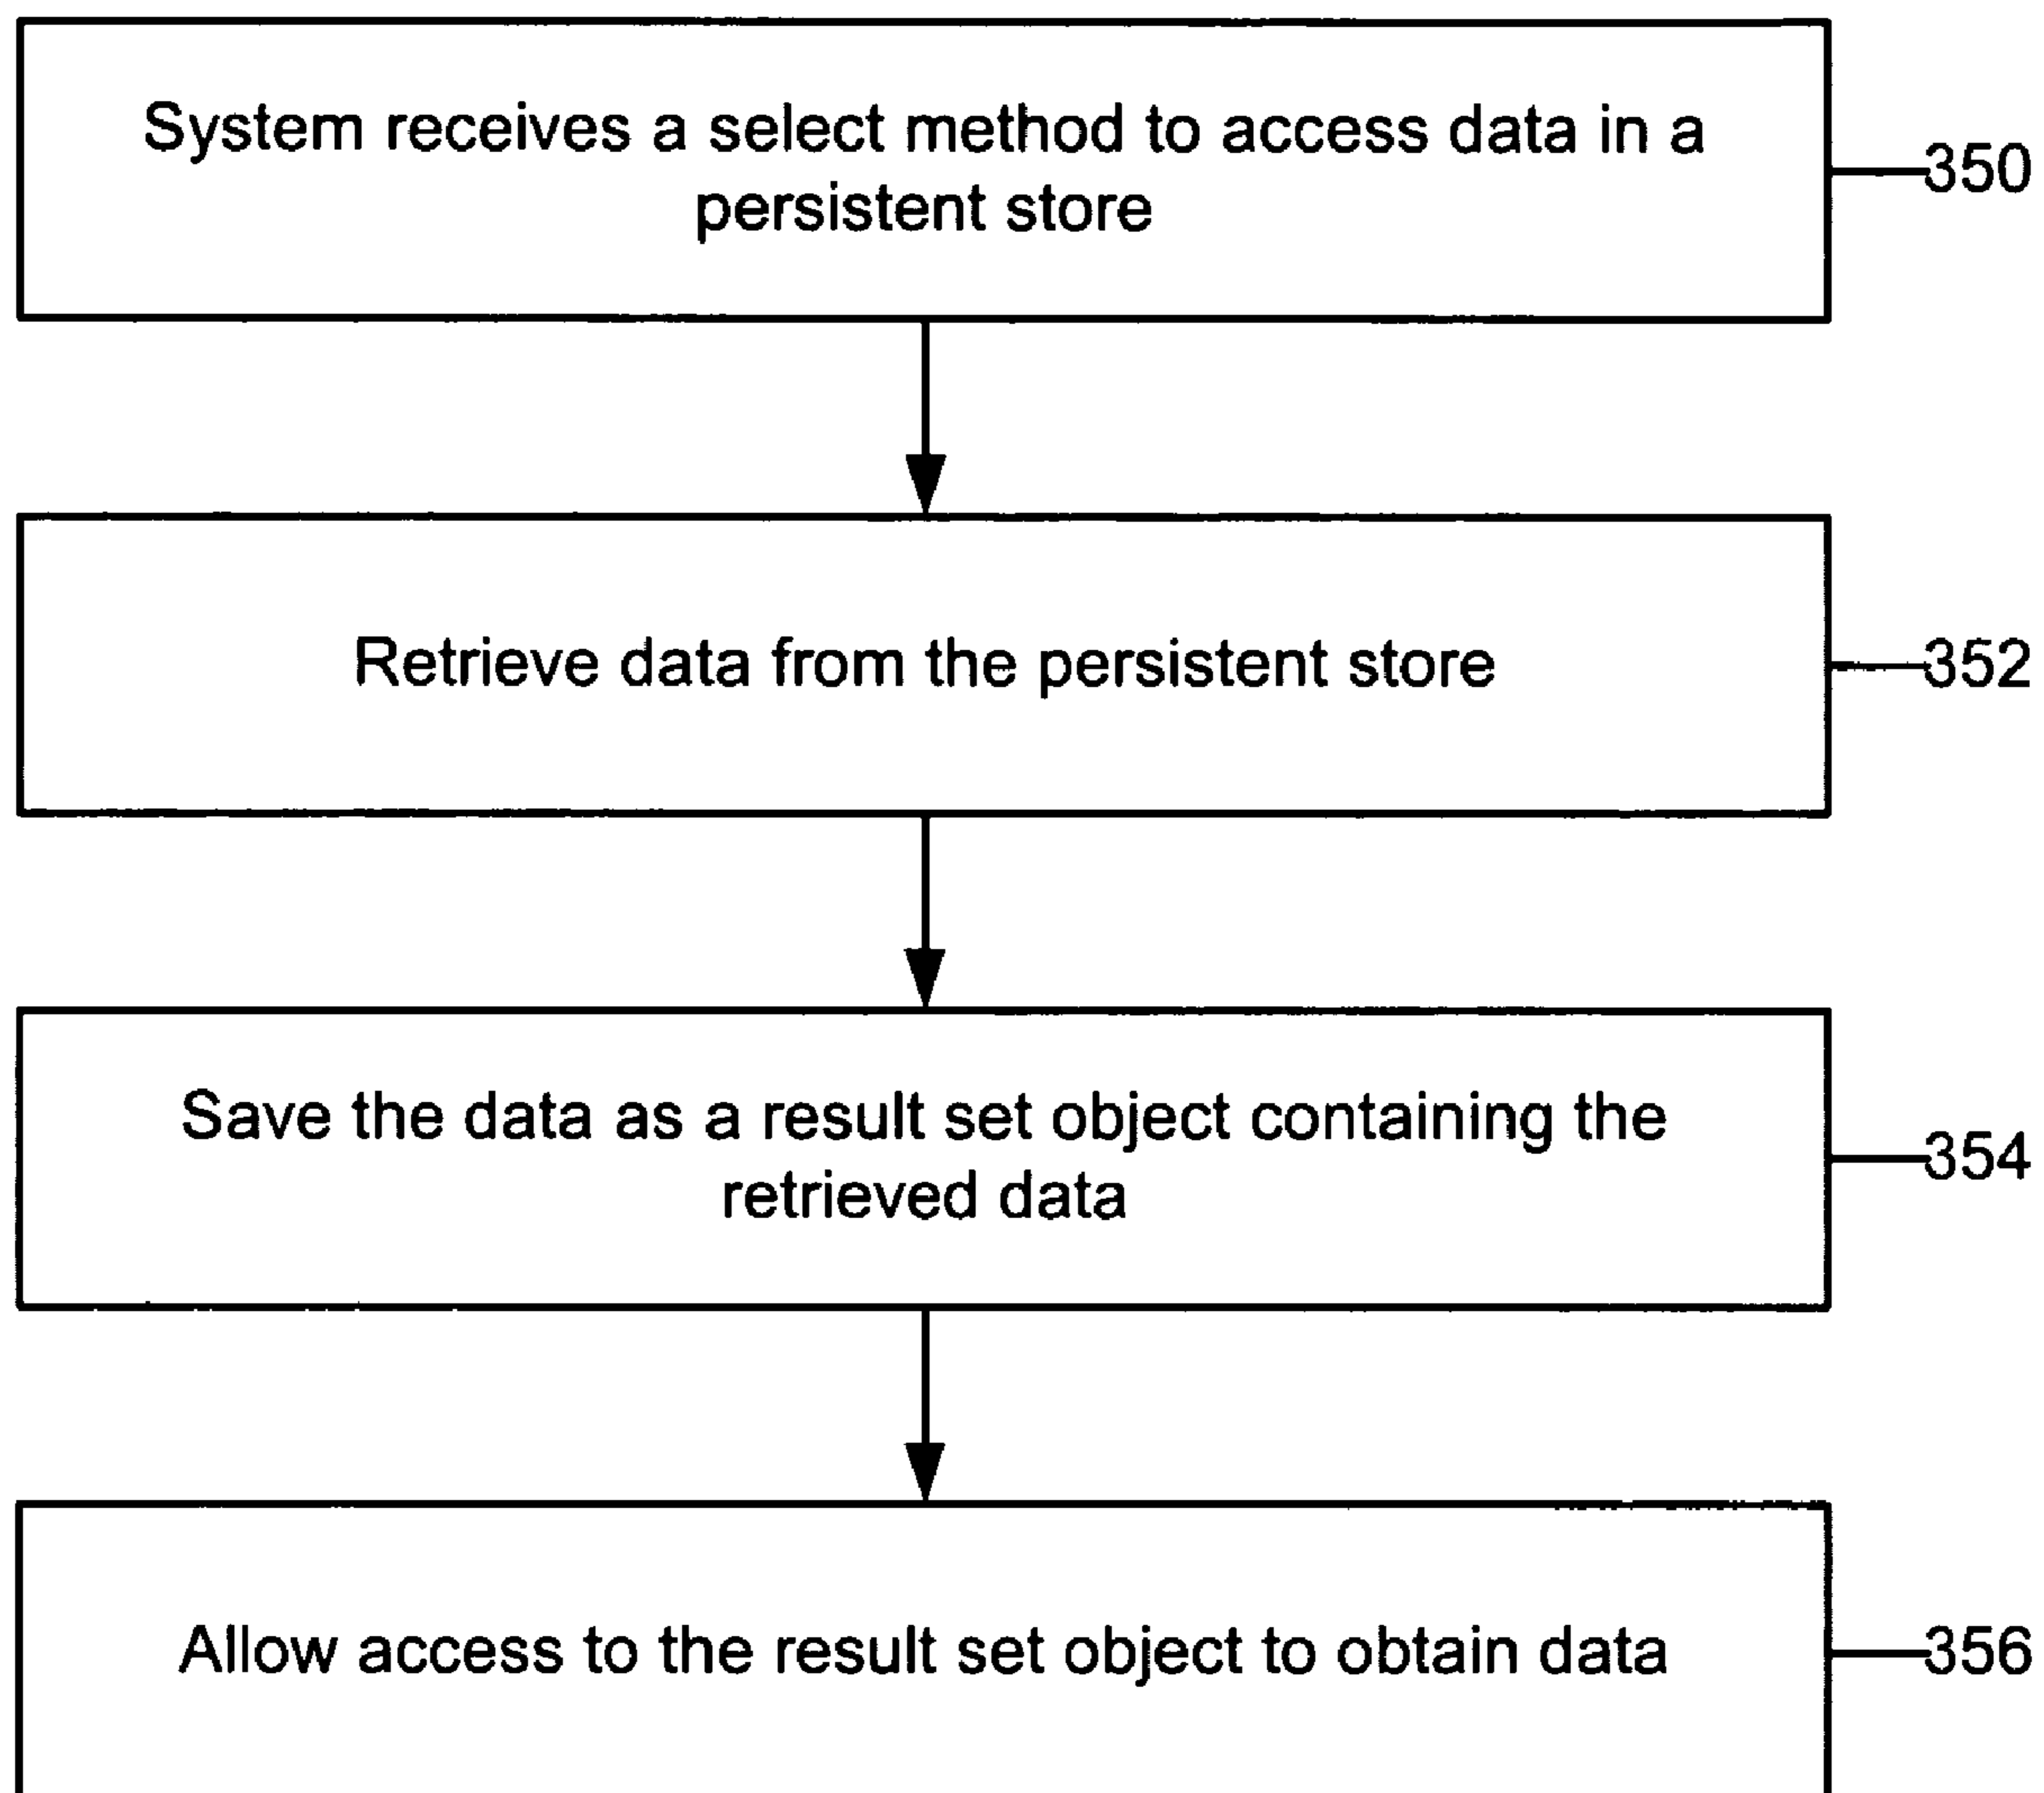 System receives a select method to access data in a
persistent store
350
Retrieve data from the persistent store
352
Save the data as a result set object containing the
retrieved data
354
Allow access to the result set object to obtain data
356